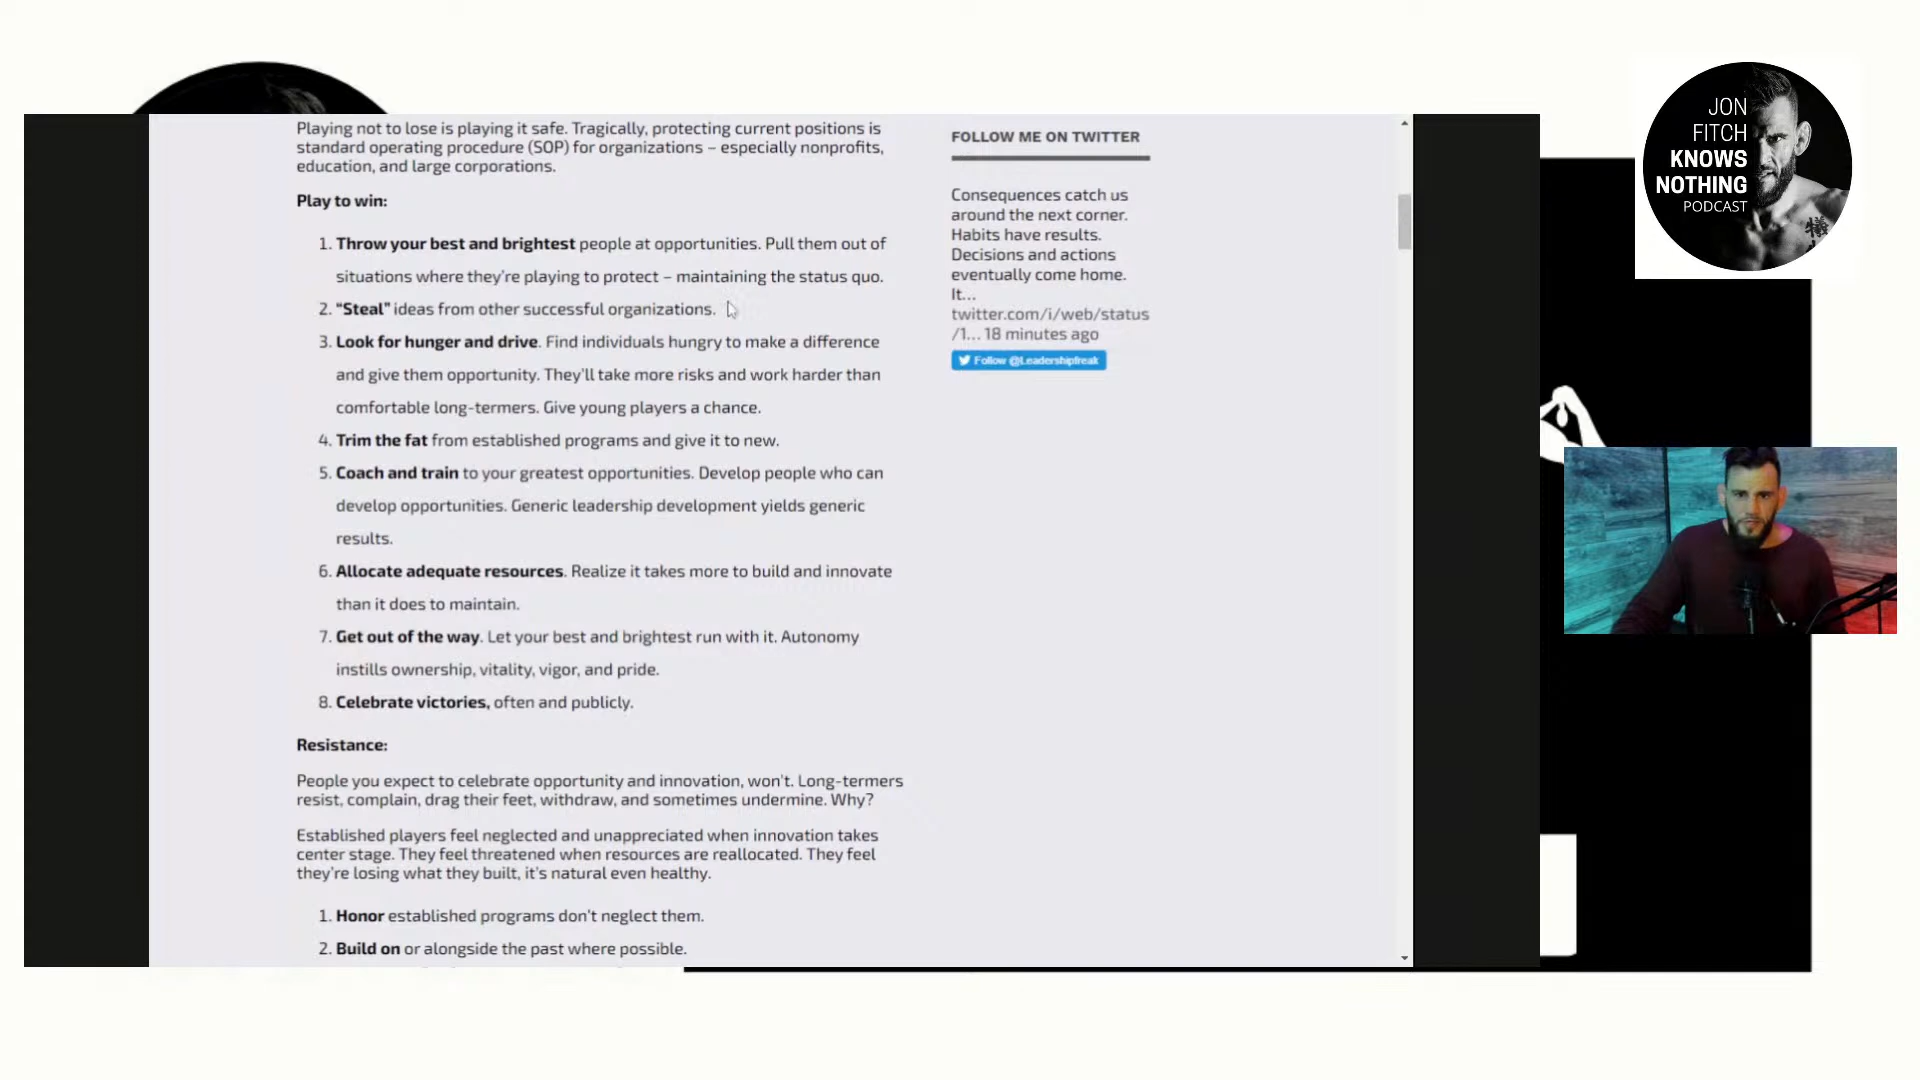 Playing not to lose is playing it safe. Tragically, protecting current positions is
standard operating procedure (SOP) for organizations – especially nonprofits,
education, and large corporations.
Play to win:
1. Throw your best and brightest people at opportunities. Pull them out of
situations where they're playing to protect – maintaining the status quo.
2. “Steal” ideas from other successful organizations.
3. Look for hunger and drive. Find individuals hungry to make a difference
and give them opportunity. They'll take more risks and work harder than
comfortable long-termers. Give young players a chance.
4. Trim the fat from established programs and give it to new.
5. Coach and train to your greatest opportunities. Develop people who can
develop opportunities. Generic leadership development yields generic
results.
6. Allocate adequate resources. Realize it takes more to build and innovate
than it does to maintain.
7. Get out of the way. Let your best and brightest run with it. Autonomy
instills ownership, vitality, vigor, and pride.
8. Celebrate victories, often and publicly.
Resistance:
People you expect to celebrate opportunity and innovation, won't. Long-termers
resist, complain, drag their feet, withdraw, and sometimes undermine. Why?
Established players feel neglected and unappreciated when innovation takes
center stage. They feel threatened when resources are reallocated. They feel
they're losing what they built, it's natural even healthy.
1. Honor established programs don't neglect them.
2. Build on or alongside the past where possible.
FOLLOW ME ON TWITTER
Consequences catch us
around the next corner.
Habits have results.
Decisions and actions
eventually come home.
It...
twitter.com/i/web/status
/1... 18 minutes ago
Follow @Leadershipfreak
JON
FITCH
KNOWS
NOTHING
PODCAST